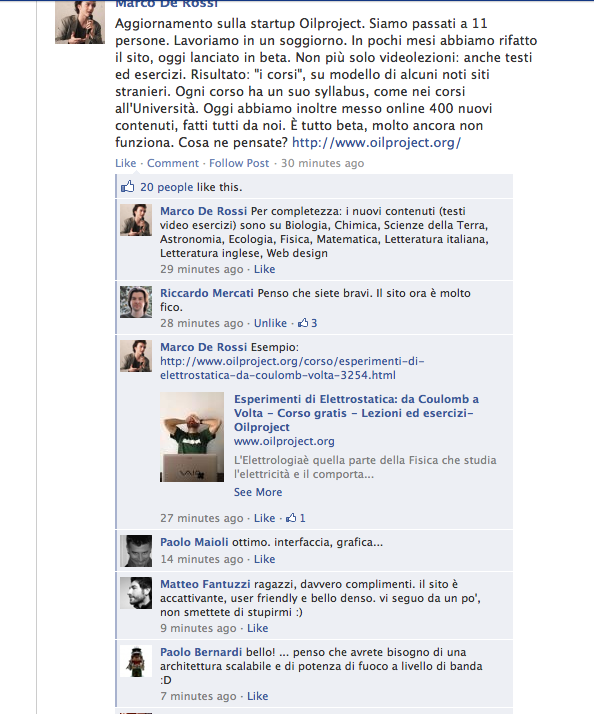 Marco De Rossi
Aggiornamento sulla startup Oilproject. Siamo passati a 11
persone. Lavoriamo in un soggiorno. In pochi mesi abbiamo rifatto
il sito, oggi lanciato in beta. Non più solo videolezioni: anche testi
ed esercizi. Risultato: "i corsi", su modello di alcuni noti siti
stranieri. Ogni corso ha un suo syllabus, come nei corsi
all'Università. Oggi abbiamo inoltre messo online 400 nuovi
contenuti, fatti tutti da noi. È tutto beta, molto ancora non
funziona. Cosa ne pensate? http://www.oilproject.org/
Like · Comment · Follow Post · 30 minutes ago
20 people like this.
Marco De Rossi Per completezza: i nuovi contenuti (testi
video esercizi) sono su Biologia, Chimica, Scienze della Terra,
Astronomia, Ecologia, Fisica, Matematica, Letteratura italiana,
Letteratura inglese, Web design
29 minutes ago · Like
Riccardo Mercati Penso che siete bravi. Il sito ora è molto
fico.
28 minutes ago · Unlike · 3
Marco De Rossi Esempio:
http://www.oilproject.org/corso/esperimenti-di-
elettrostatica-da-coulomb-volta-3254.html
Esperimenti di Elettrostatica: da Coulomb a
Volta - Corso gratis - Lezioni ed esercizi-
Oilproject
www.oilproject.org
L'Elettrologiaè quella parte della Fisica che studia
l'elettricità e il comporta...
See More
VAIO
27 minutes ago · Like · 1
Paolo Maioli ottimo. interfaccia, grafica...
14 minutes ago · Like
Matteo Fantuzzi ragazzi, davvero complimenti. il sito è
accattivante, user friendly e bello denso. vi seguo da un po',
non smettete di stupirmi :)
9 minutes ago · Like
Paolo Bernardi bello! ... penso che avrete bisogno di una
architettura scalabile e di potenza di fuoco a livello di banda
:D
7 minutes ago · Like